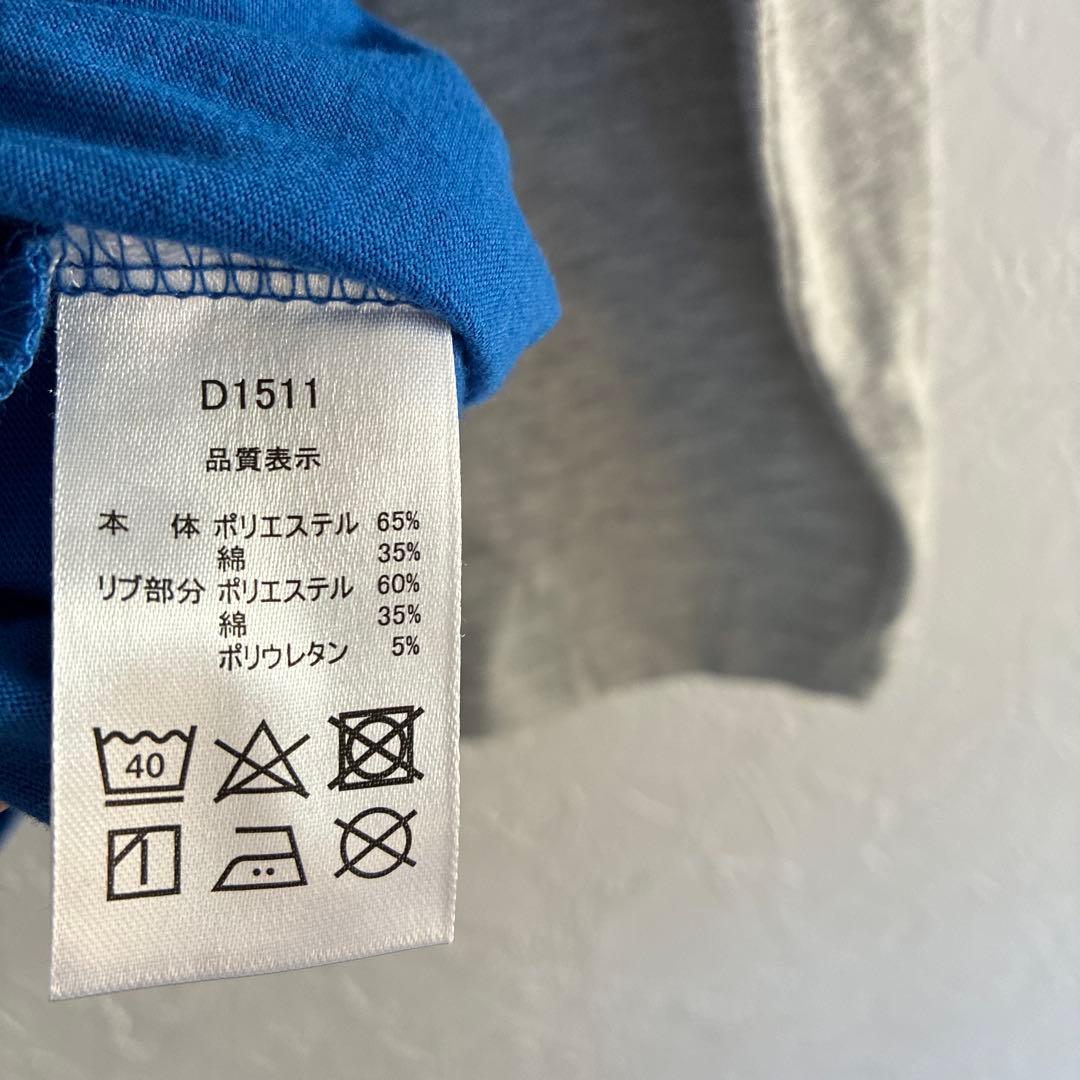 D1511
品質表示
本 体 ポリエステル 65%
綿 35%
リブ部分 ポリエステル 60%
綿 35%
ポリウレタン 5%
40